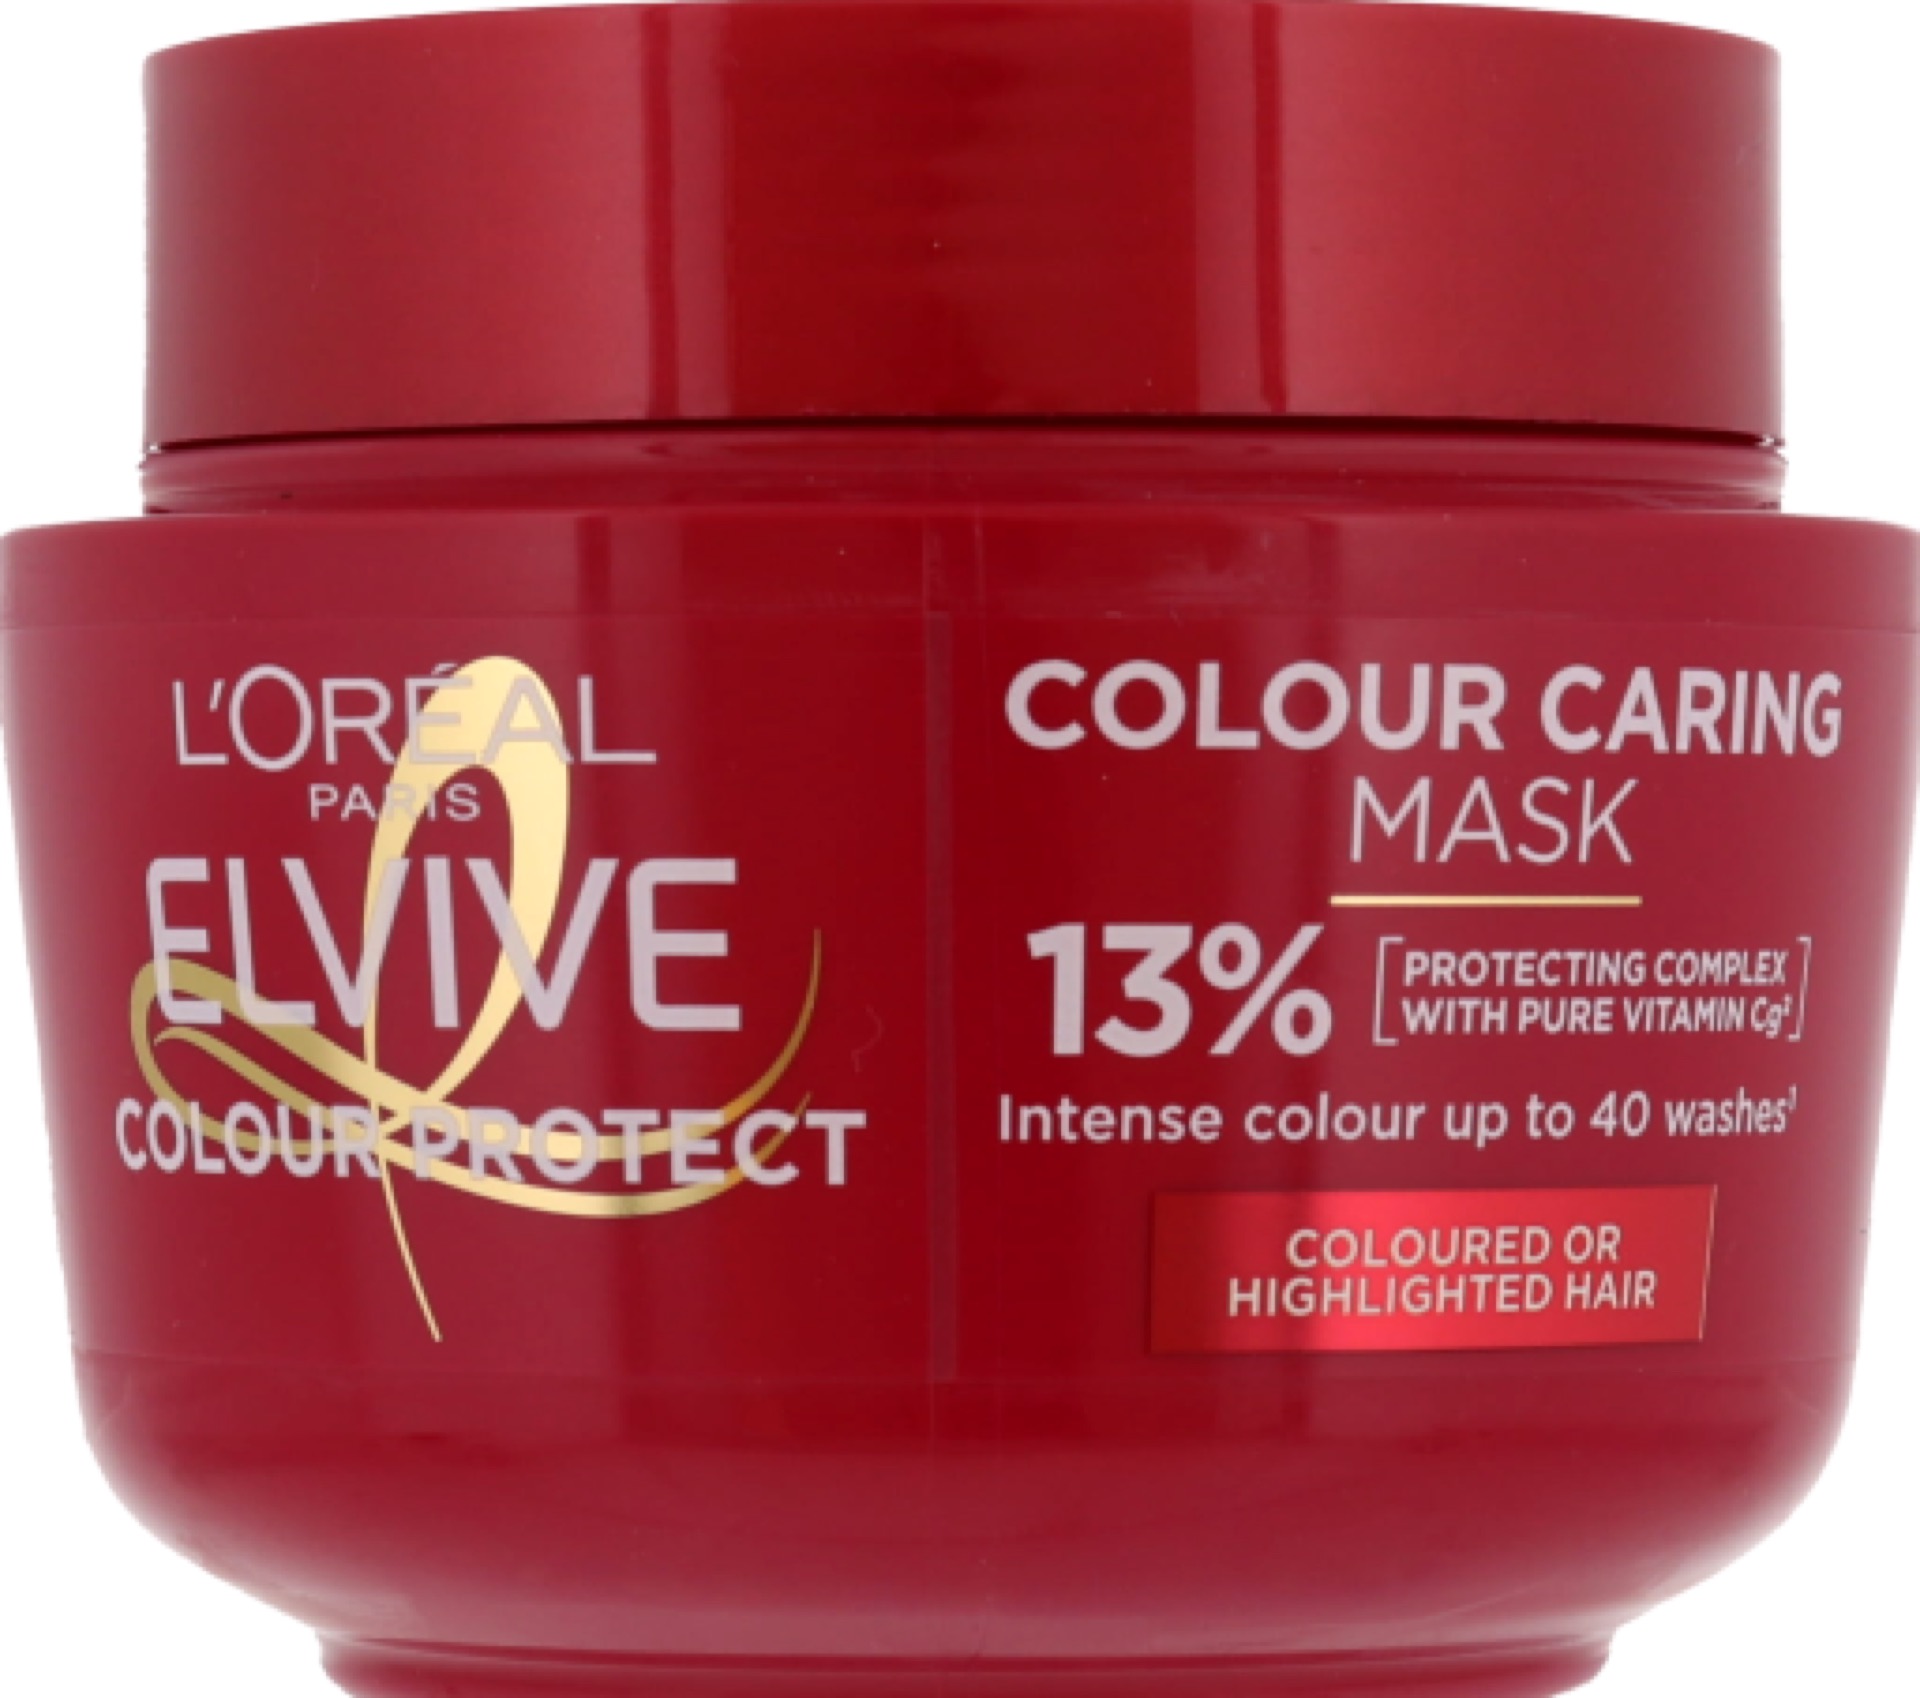 L'ORÉAL
PARIS
ELVIVE
COLOUR PROTECT
COLOUR CARING
MASK
13%
[PROTECTING COMPLEX
WITH PURE VITAMIN Cg²]
Intense colour up to 40 washes¹
COLOURED OR
HIGHLIGHTED HAIR